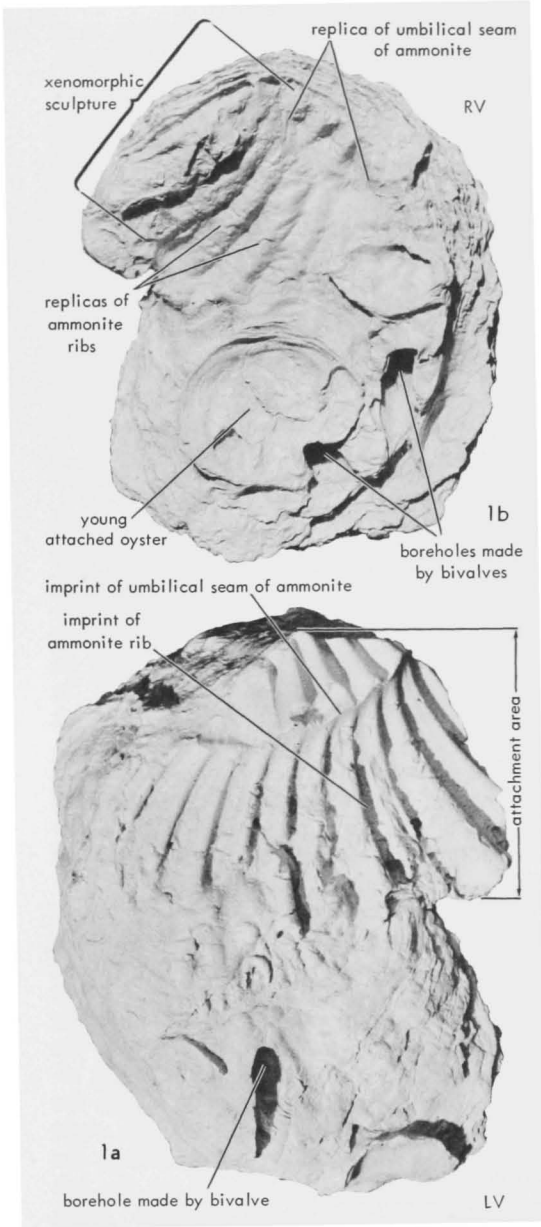 replica of umbilical seam
of ammonite
xenomorphic
sculpture
RV
replicas of
ammonite
ribs
young
attached oyster
1b
boreholes made
by bivalves
imprint of umbilical seam of ammonite
imprint of
ammonite rib
attachment area
1a
borehole made by bivalve
LV